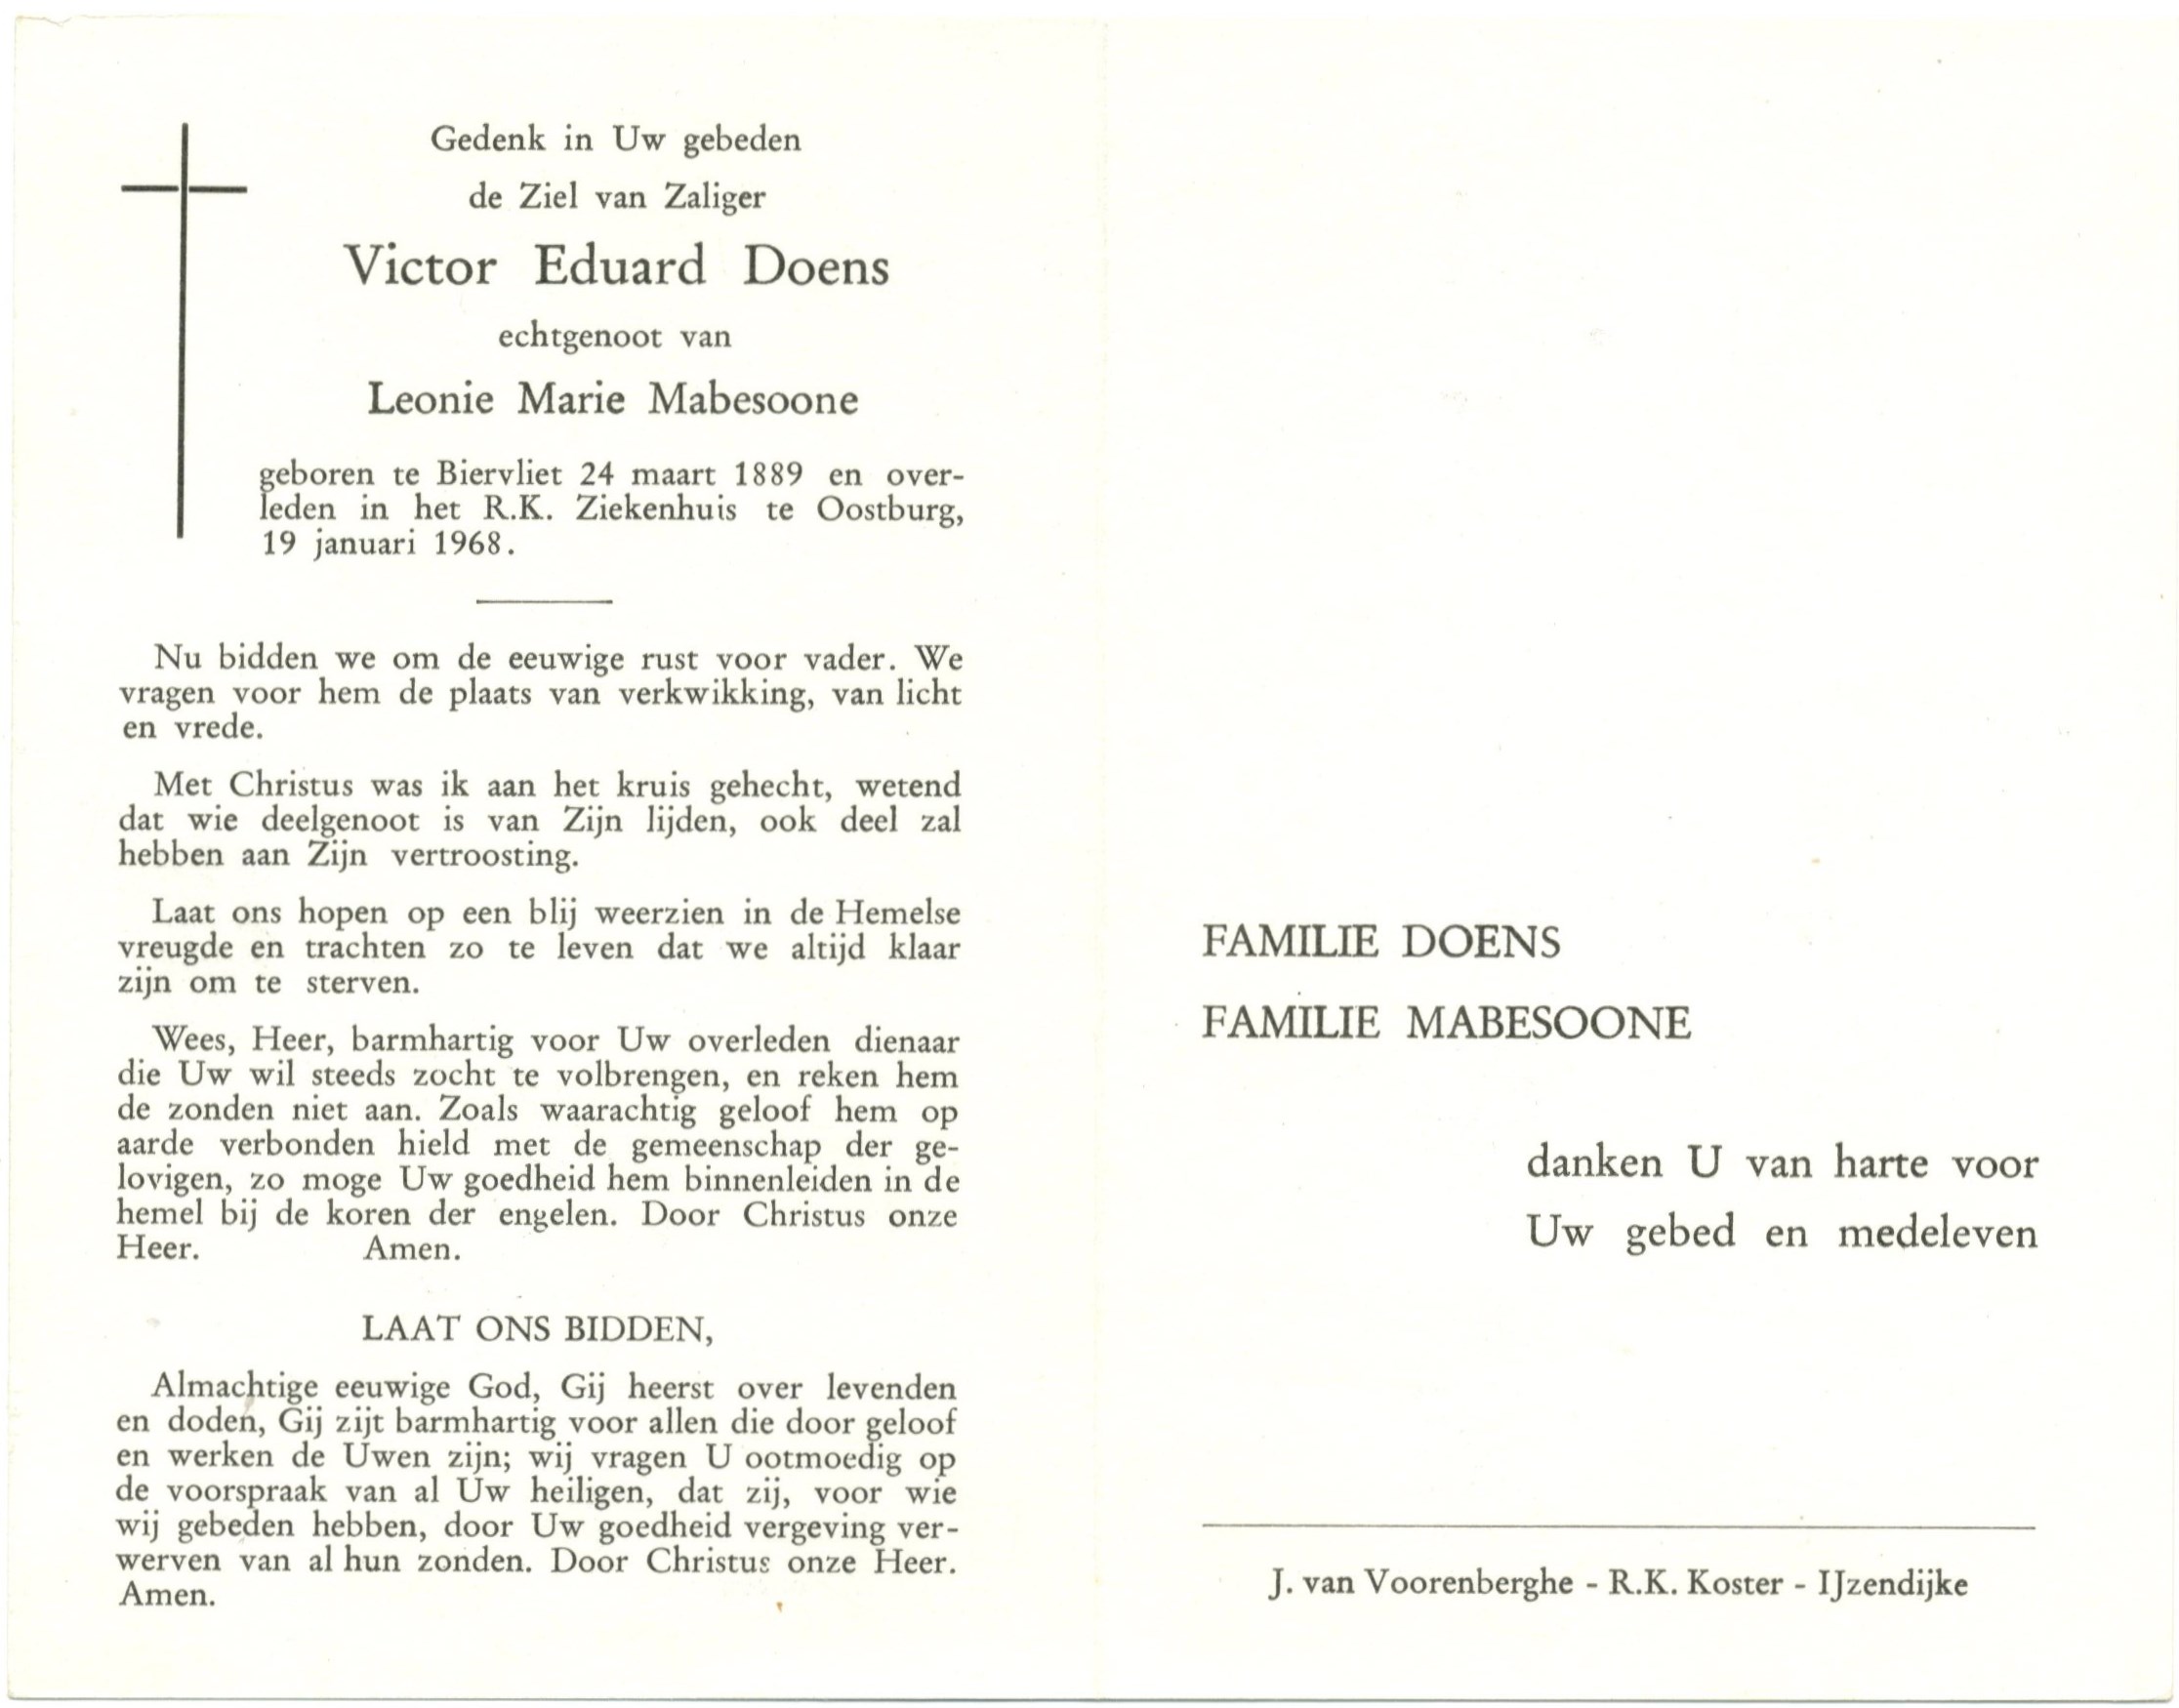 Gedenk in Uw gebeden
de Ziel van Zaliger
Victor Eduard Doens
echtgenoot van
Leonie Marie Mabesoone
geboren te Biervliet 24 maart 1889 en over-
leden in het R.K. Ziekenhuis te Oostburg,
19 januari 1968.
Nu bidden we om de eeuwige rust voor vader. We
vragen voor hem de plaats van verkwikking, van licht
en vrede.
Met Christus was ik aan het kruis gehecht, wetend
dat wie deelgenoot is van Zijn lijden, ook deel zal
hebben aan Zijn vertroosting.
Laat ons hopen op een blij weerzien in de Hemelse
vreugde en trachten zo te leven dat we altijd klaar
zijn om te sterven.
Wees, Heer, barmhartig voor Uw overleden dienaar
die Uw wil steeds zocht te volbrengen, en reken hem
de zonden niet aan. Zoals waarachtig geloof hem op
aarde verbonden hield met de gemeenschap der ge-
lovigen, zo moge Uw goedheid hem binnenleiden in de
hemel bij de koren der engelen. Door Christus onze
Heer. Amen.
LAAT ONS BIDDEN,
Almachtige eeuwige God, Gij heerst over levenden
en doden, Gij zijt barmhartig voor allen die door geloof
en werken de Uwen zijn; wij vragen U ootmoedig op
de voorspraak van al Uw heiligen, dat zij, voor wie
wij gebeden hebben, door Uw goedheid vergeving ver-
werven van al hun zonden. Door Christus onze Heer.
Amen.
FAMILIE DOENS
FAMILIE MABESOONE
danken U van harte voor
Uw gebed en medeleven
J. van Voorenberghe - R.K. Koster - IJzendijke